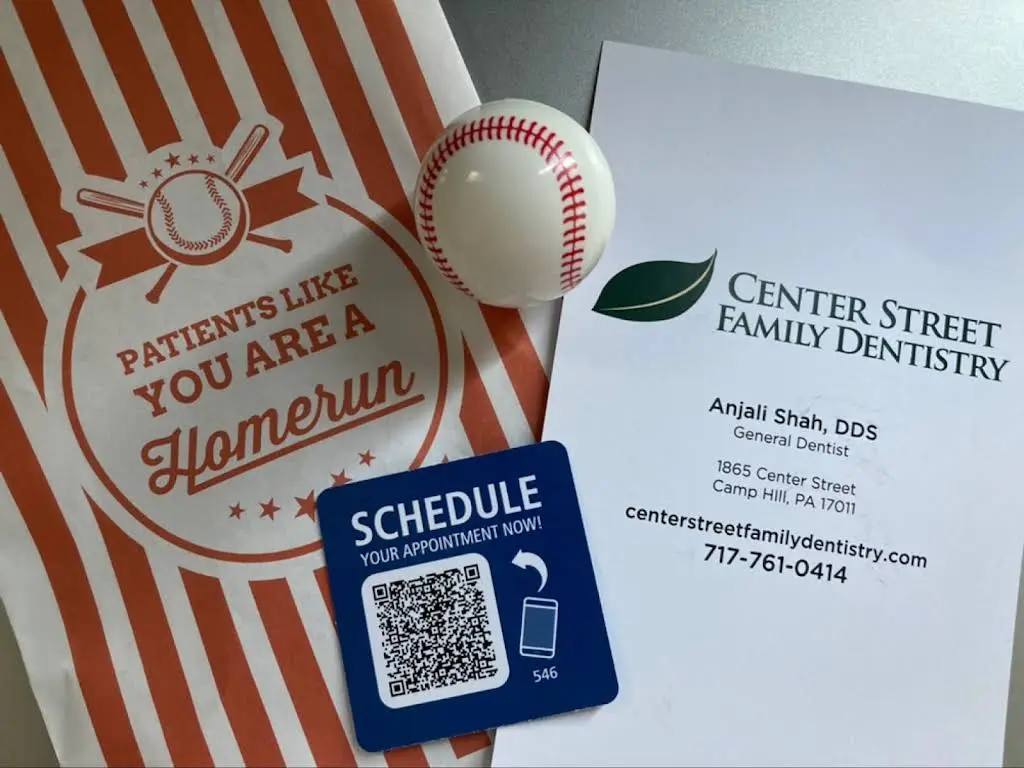 PATIENTS LIKE
YOU ARE A
Homerun
SCHEDULE
YOUR APPOINTMENT NOW!
546
CENTER STREET
FAMILY DENTISTRY
Anjali Shah, DDS
General Dentist
1865 Center Street
Camp Hill, PA 17011
centerstreetfamilydentistry.com
717-761-0414